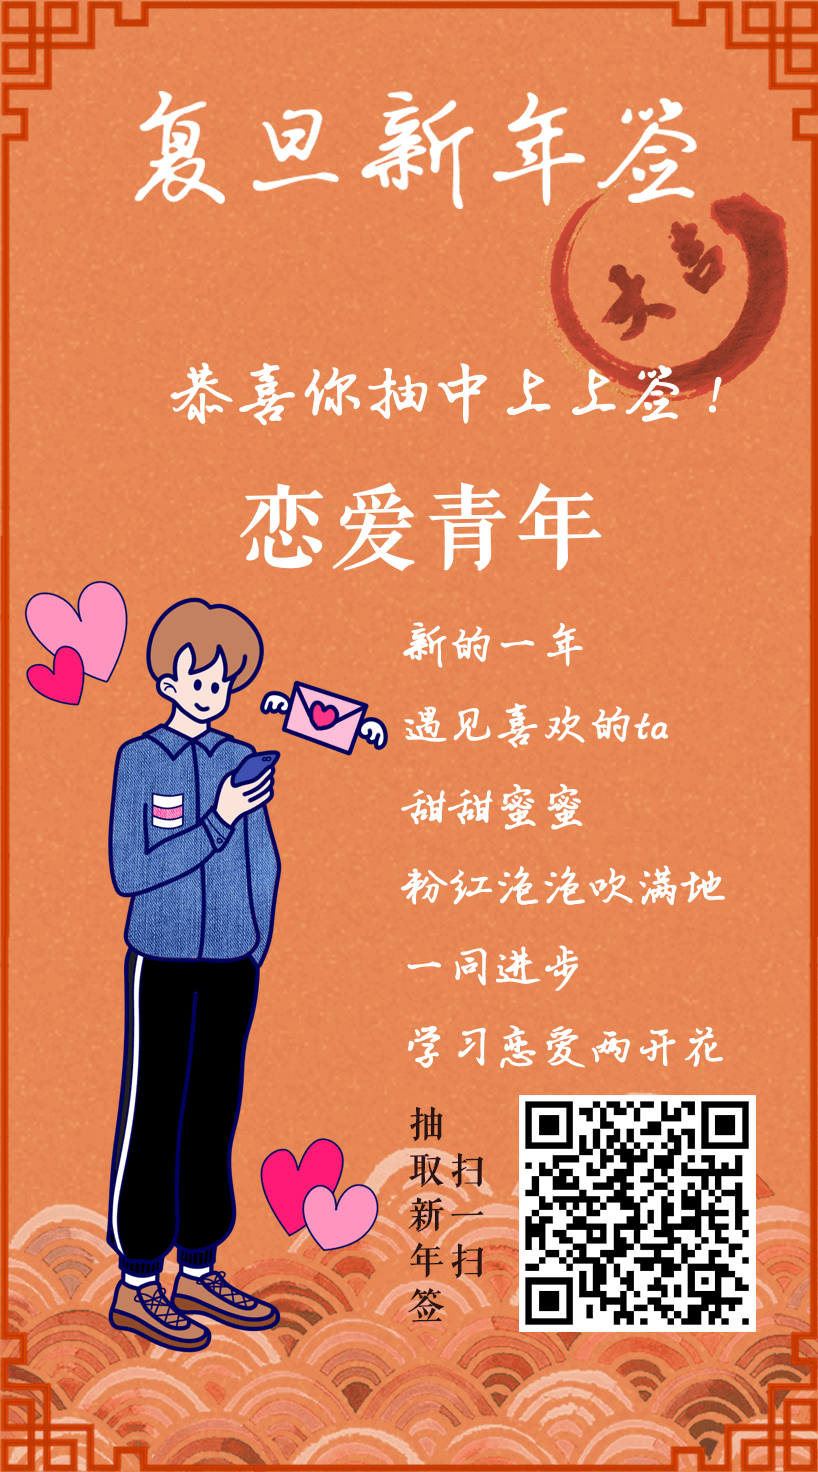 复旦新年签
大喜
恭喜你抽中上上签！
恋爱青年
新的一年
遇见喜欢的ta
甜甜蜜蜜
粉红泡泡吹满地
一同进步
学习恋爱两开花
扫一扫
抽取新年签